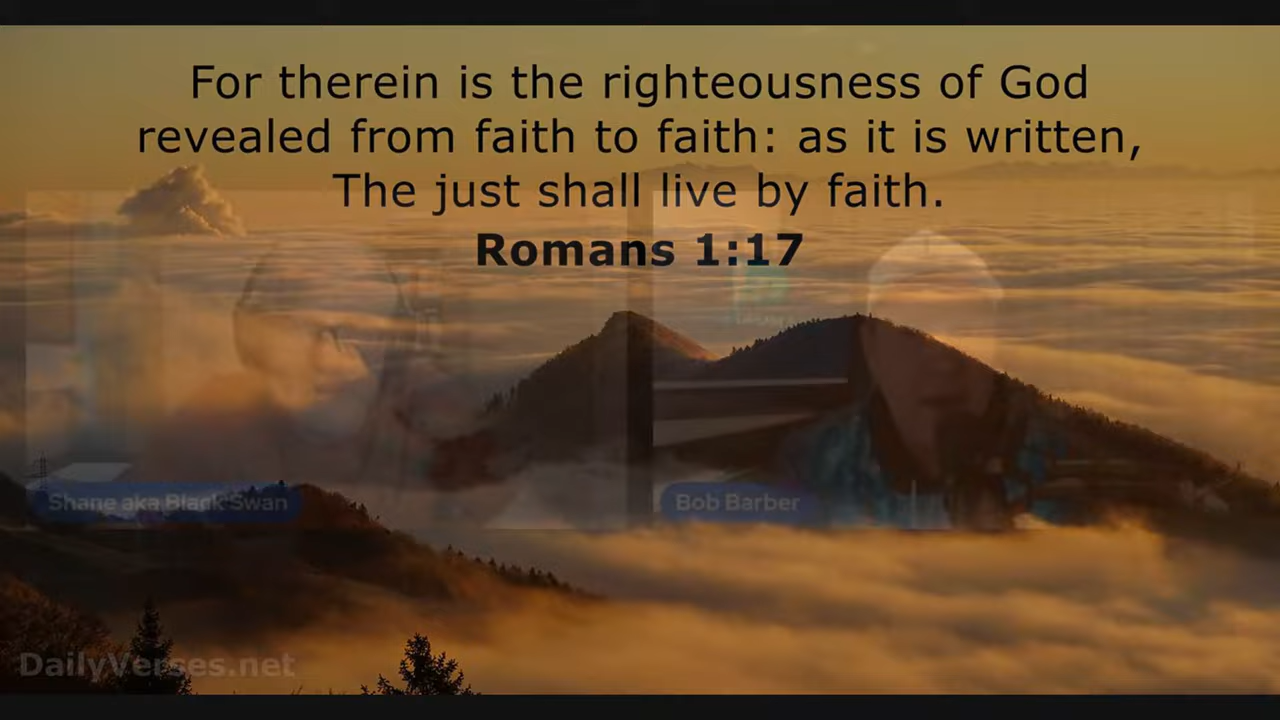 For therein is the righteousness of God
revealed from faith to faith: as it is written,
The just shall live by faith.
Romans 1:17
Shane aka Black Swan
Bob Barber
DailyVerses.net